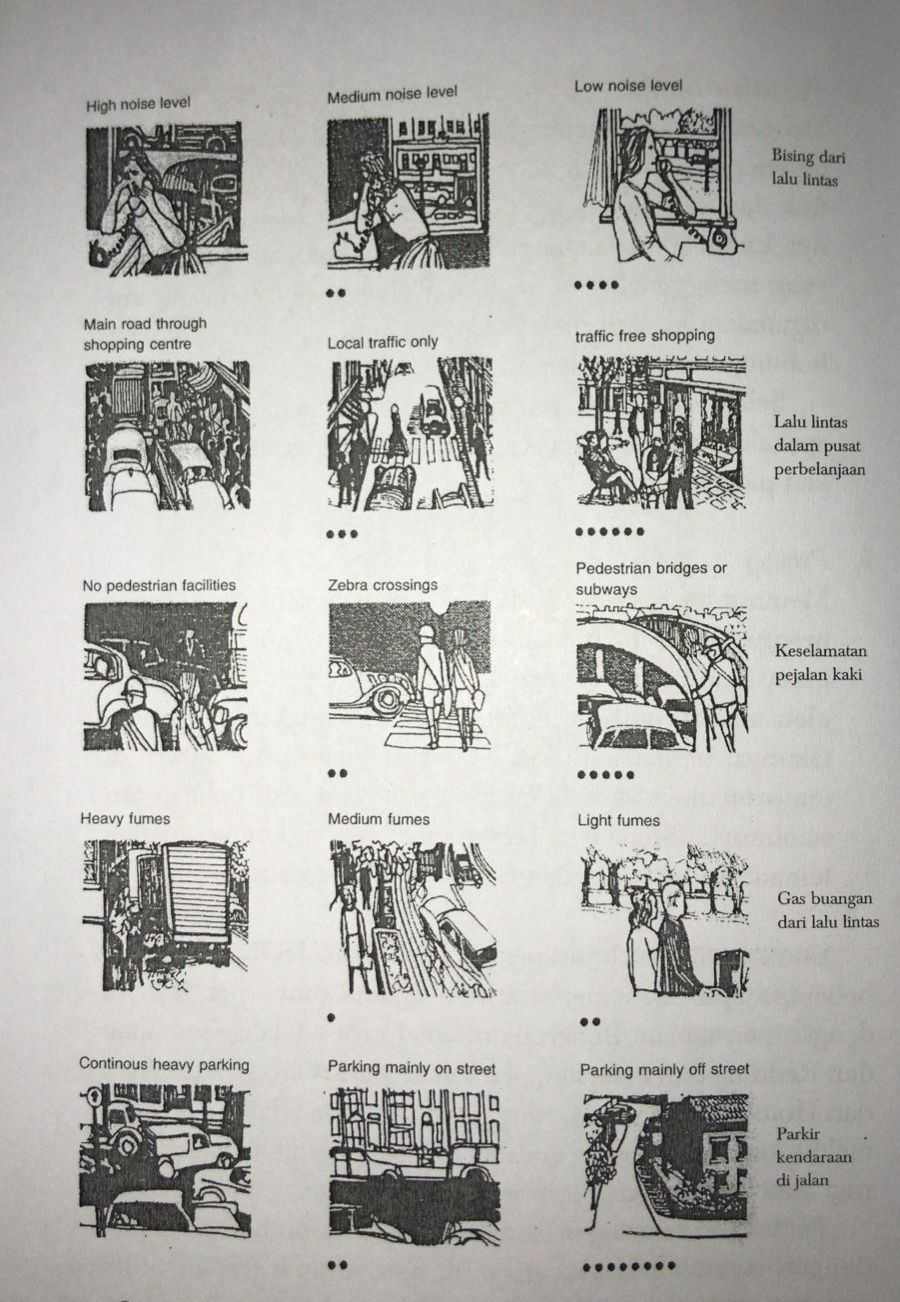 High noise level
Medium noise level
Low noise level
Bising dari
lalu lintas
Main road through
shopping centre
Local traffic only
traffic free shopping
Lalu lintas
dalam pusat
perbelanjaan
No pedestrian facilities
Zebra crossings
Pedestrian bridges or
subways
Keselamatan
pejalan kaki
Heavy fumes
Medium fumes
Light fumes
Gas buangan
dari lalu lintas
Continous heavy parking
Parking mainly on street
Parking mainly off street
Parkir
kendaraan
di jalan